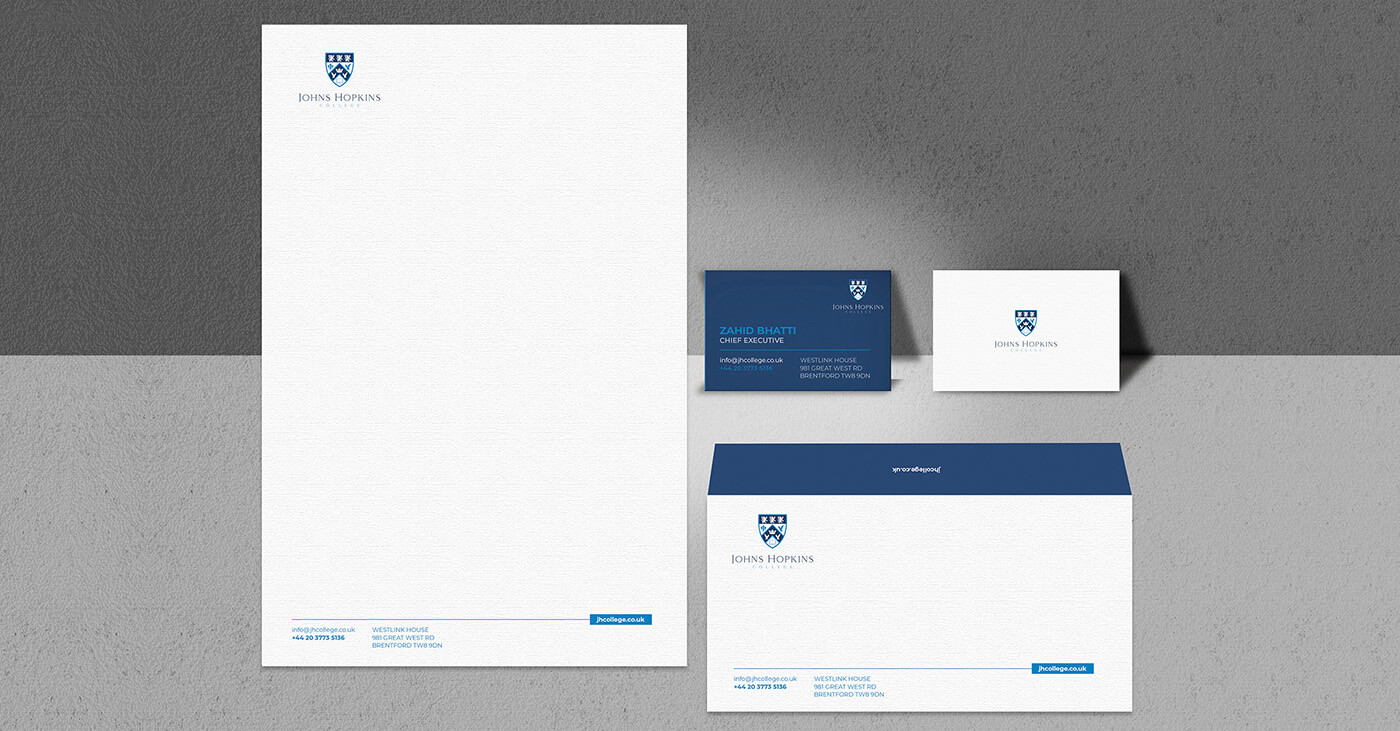 JOHNS HOPKINS
COLLEGE
info@jhcollege.co.uk
+44 20 3773 5136
WESTLINK HOUSE
981 GREAT WEST RD
BRENTFORD TW8 9DN
jhcollege.co.uk
JOHNS HOPKINS
COLLEGE
ZAHID BHATTI
CHIEF EXECUTIVE
info@jhcollege.co.uk
+44 20 3773 5136
WESTLINK HOUSE
981 GREAT WEST RD
BRENTFORD TW8 9DN
JOHNS HOPKINS
COLLEGE
jhcollege.co.uk
JOHNS HOPKINS
COLLEGE
info@jhcollege.co.uk
+44 20 3773 5136
WESTLINK HOUSE
981 GREAT WEST RD
BRENTFORD TW8 9DN
jhcollege.co.uk